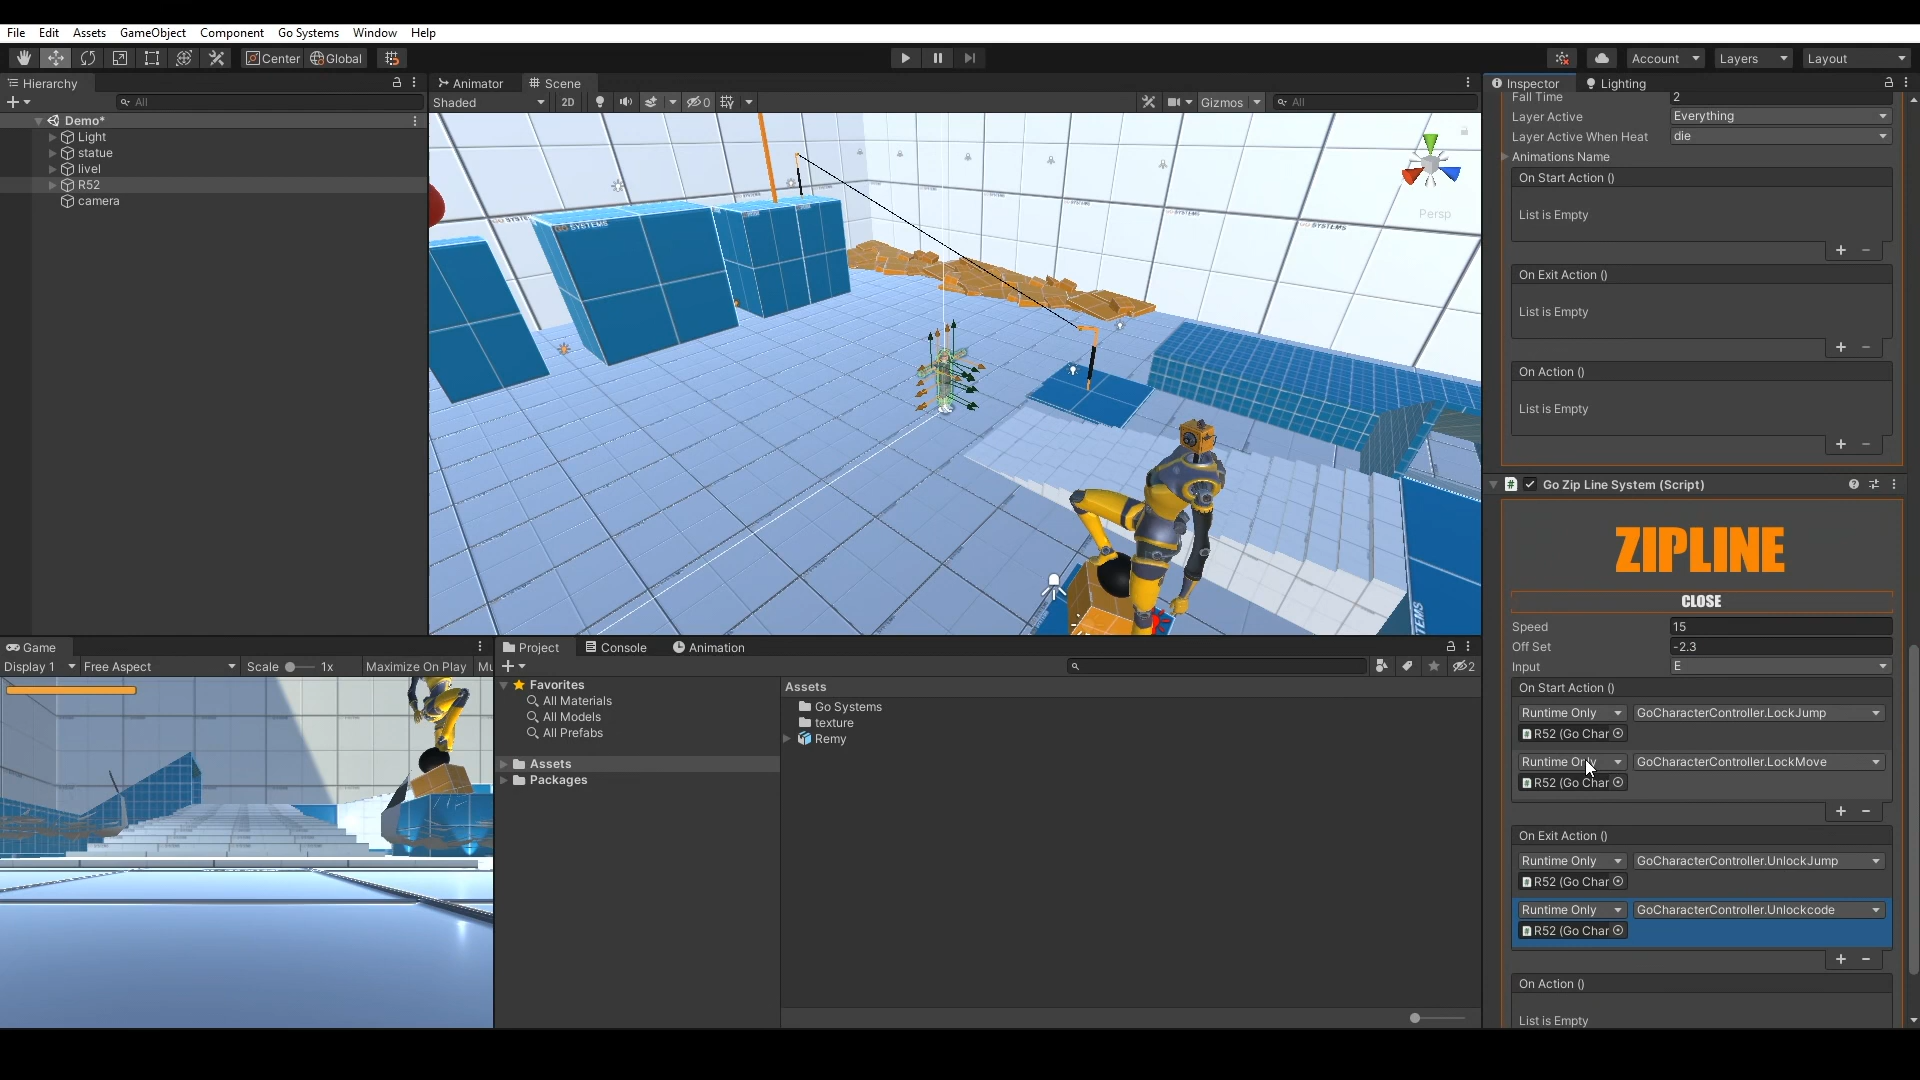 File Edit Assets GameObject Component Go Systems Window Help
Center Global
Account Layers Layout
Hierarchy
All
Demo*
Light
statue
livel
R52
camera
Animator Scene
Shaded 2D 0 Gizmos All
Persp
GO SYSTEMS
Game
Display 1 Free Aspect Scale 1x Maximize On Play Mu
Project Console Animation
2
Favorites
All Materials
All Models
All Prefabs
Assets
Packages
Assets
Go Systems
texture
Remy
Inspector Lighting
Fall Time 2
Layer Active Everything
Layer Active When Heat die
Animations Name
On Start Action ()
List is Empty
On Exit Action ()
List is Empty
On Action ()
List is Empty
Go Zip Line System (Script)
ZIPLINE
CLOSE
Speed 15
Off Set -2.3
Input E
On Start Action ()
Runtime Only GoCharacterController.LockJump
R52 (Go Char
Runtime Only GoCharacterController.LockMove
R52 (Go Char
On Exit Action ()
Runtime Only GoCharacterController.UnlockJump
R52 (Go Char
Runtime Only GoCharacterController.Unlockcode
R52 (Go Char
On Action ()
List is Empty